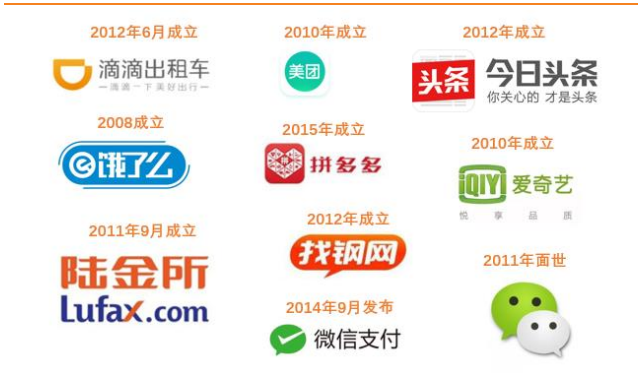 2012年6月成立
滴滴出租车
—滴滴一下 美好出行—
2010年成立
美团
2012年成立
头条
今日头条
你关心的 才是头条
2008成立
饿了么
2015年成立
拼
拼多多
2010年成立
iQIYI
爱奇艺
悦享品质
2011年9月成立
陆金所
Lufax.com
2012年成立
找钢网
2014年9月发布
微信支付
2011年面世